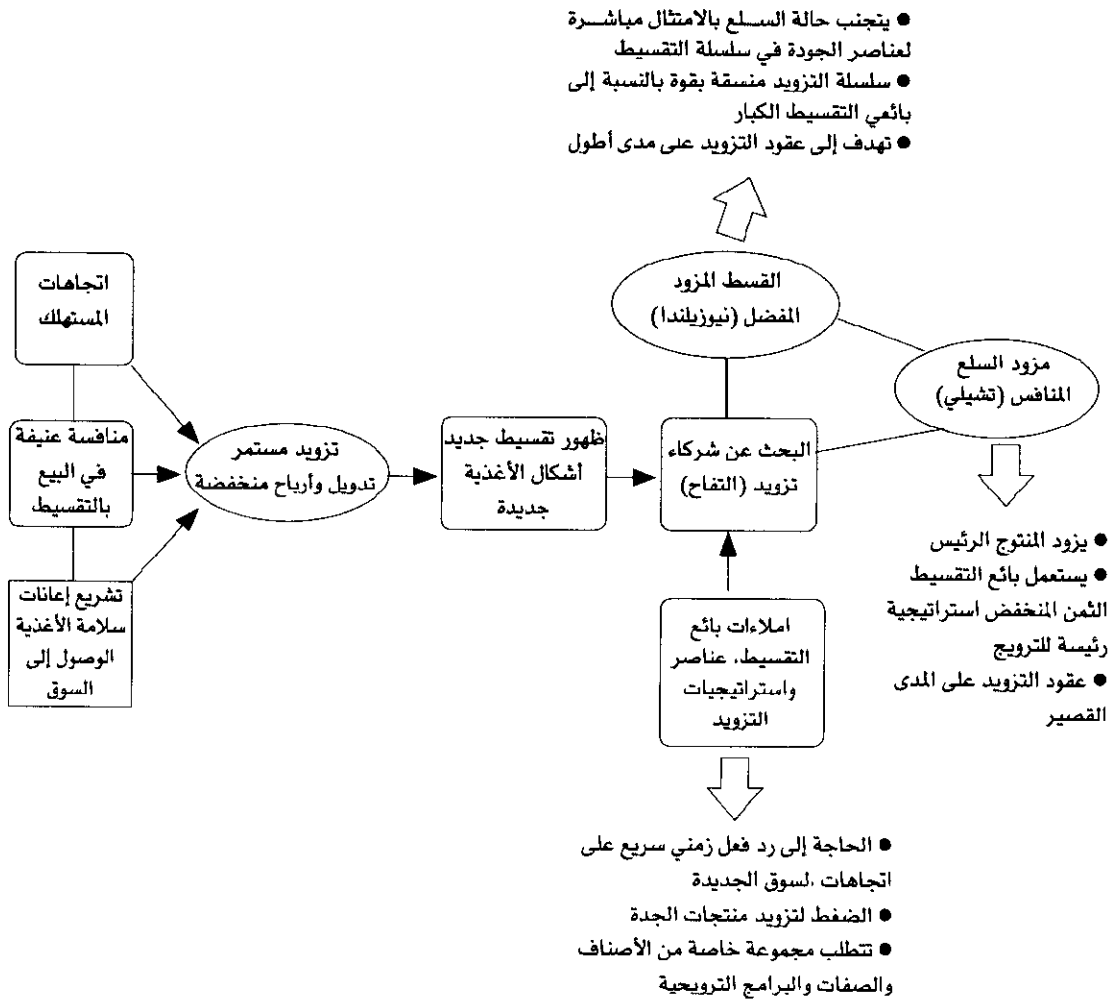 ● يتجنب حالة السلع بالامتثال مباشرة
لعناصر الجودة في سلسلة التقسيط
● سلسلة التزويد منسقة بقوة بالنسبة إلى
بائعي التقسيط الكبار
● تهدف إلى عقود التزويد على مدى أطول
القسط المزود
المفضل (نيوزيلندا)
مزود السلع
المنافس (تشيلي)
اتجاهات
المستهلك
منافسة عنيفة
في البيع
بالتقسيط
تشريع إعانات
سلامة الأغذية
الوصول إلى
السوق
تزويد مستمر
تدويل وأرباح منخفضة
ظهور تقسيط جديد
أشكال الأغذية
جديدة
البحث عن شركاء
تزويد (التفاح)
املاءات بائع
التقسيط، عناصر
واستراتيجيات
التزويد
● يزود المنتوج الرئيس
● يستعمل بائع التقسيط
الثمن المنخفض استراتيجية
رئيسة للترويج
● عقود التزويد على المدى
القصير
● الحاجة إلى رد فعل زمني سريع على
اتجاهات .لسوق الجديدة
● الضغط لتزويد منتجات الجدة
● تتطلب مجموعة خاصة من الأصناف
والصفات والبرامج الترويحية